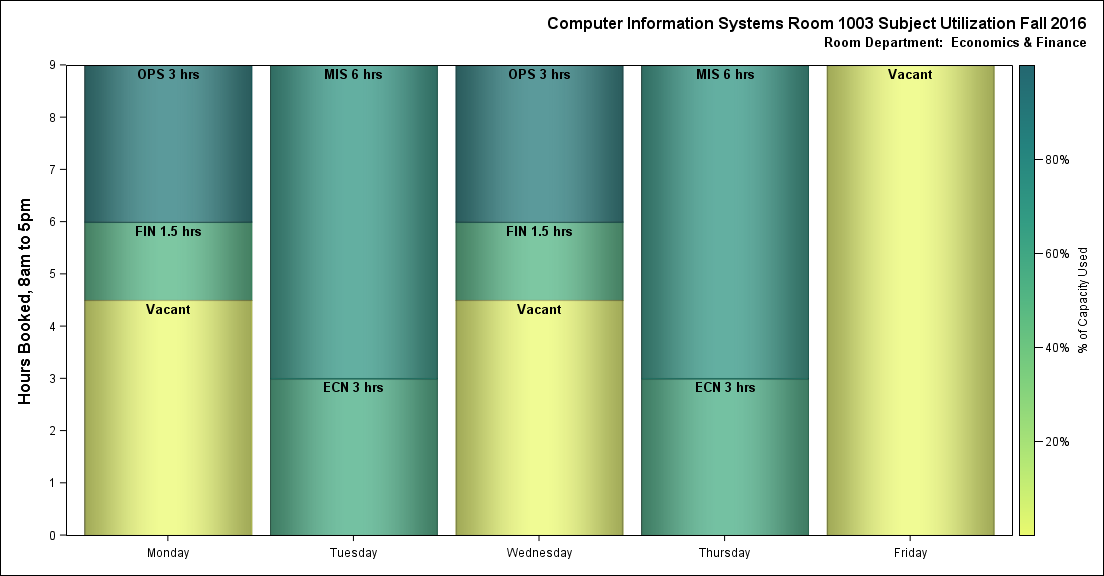 Computer Information Systems Room 1003 Subject Utilization Fall 2016
Room Department: Economics & Finance
Hours Booked, 8am to 5pm
9
8
7
6
5
4
3
2
1
0
OPS 3 hrs
FIN 1.5 hrs
Vacant
MIS 6 hrs
ECN 3 hrs
OPS 3 hrs
FIN 1.5 hrs
Vacant
MIS 6 hrs
ECN 3 hrs
Vacant
Monday
Tuesday
Wednesday
Thursday
Friday
80%
60%
40%
20%
% of Capacity Used